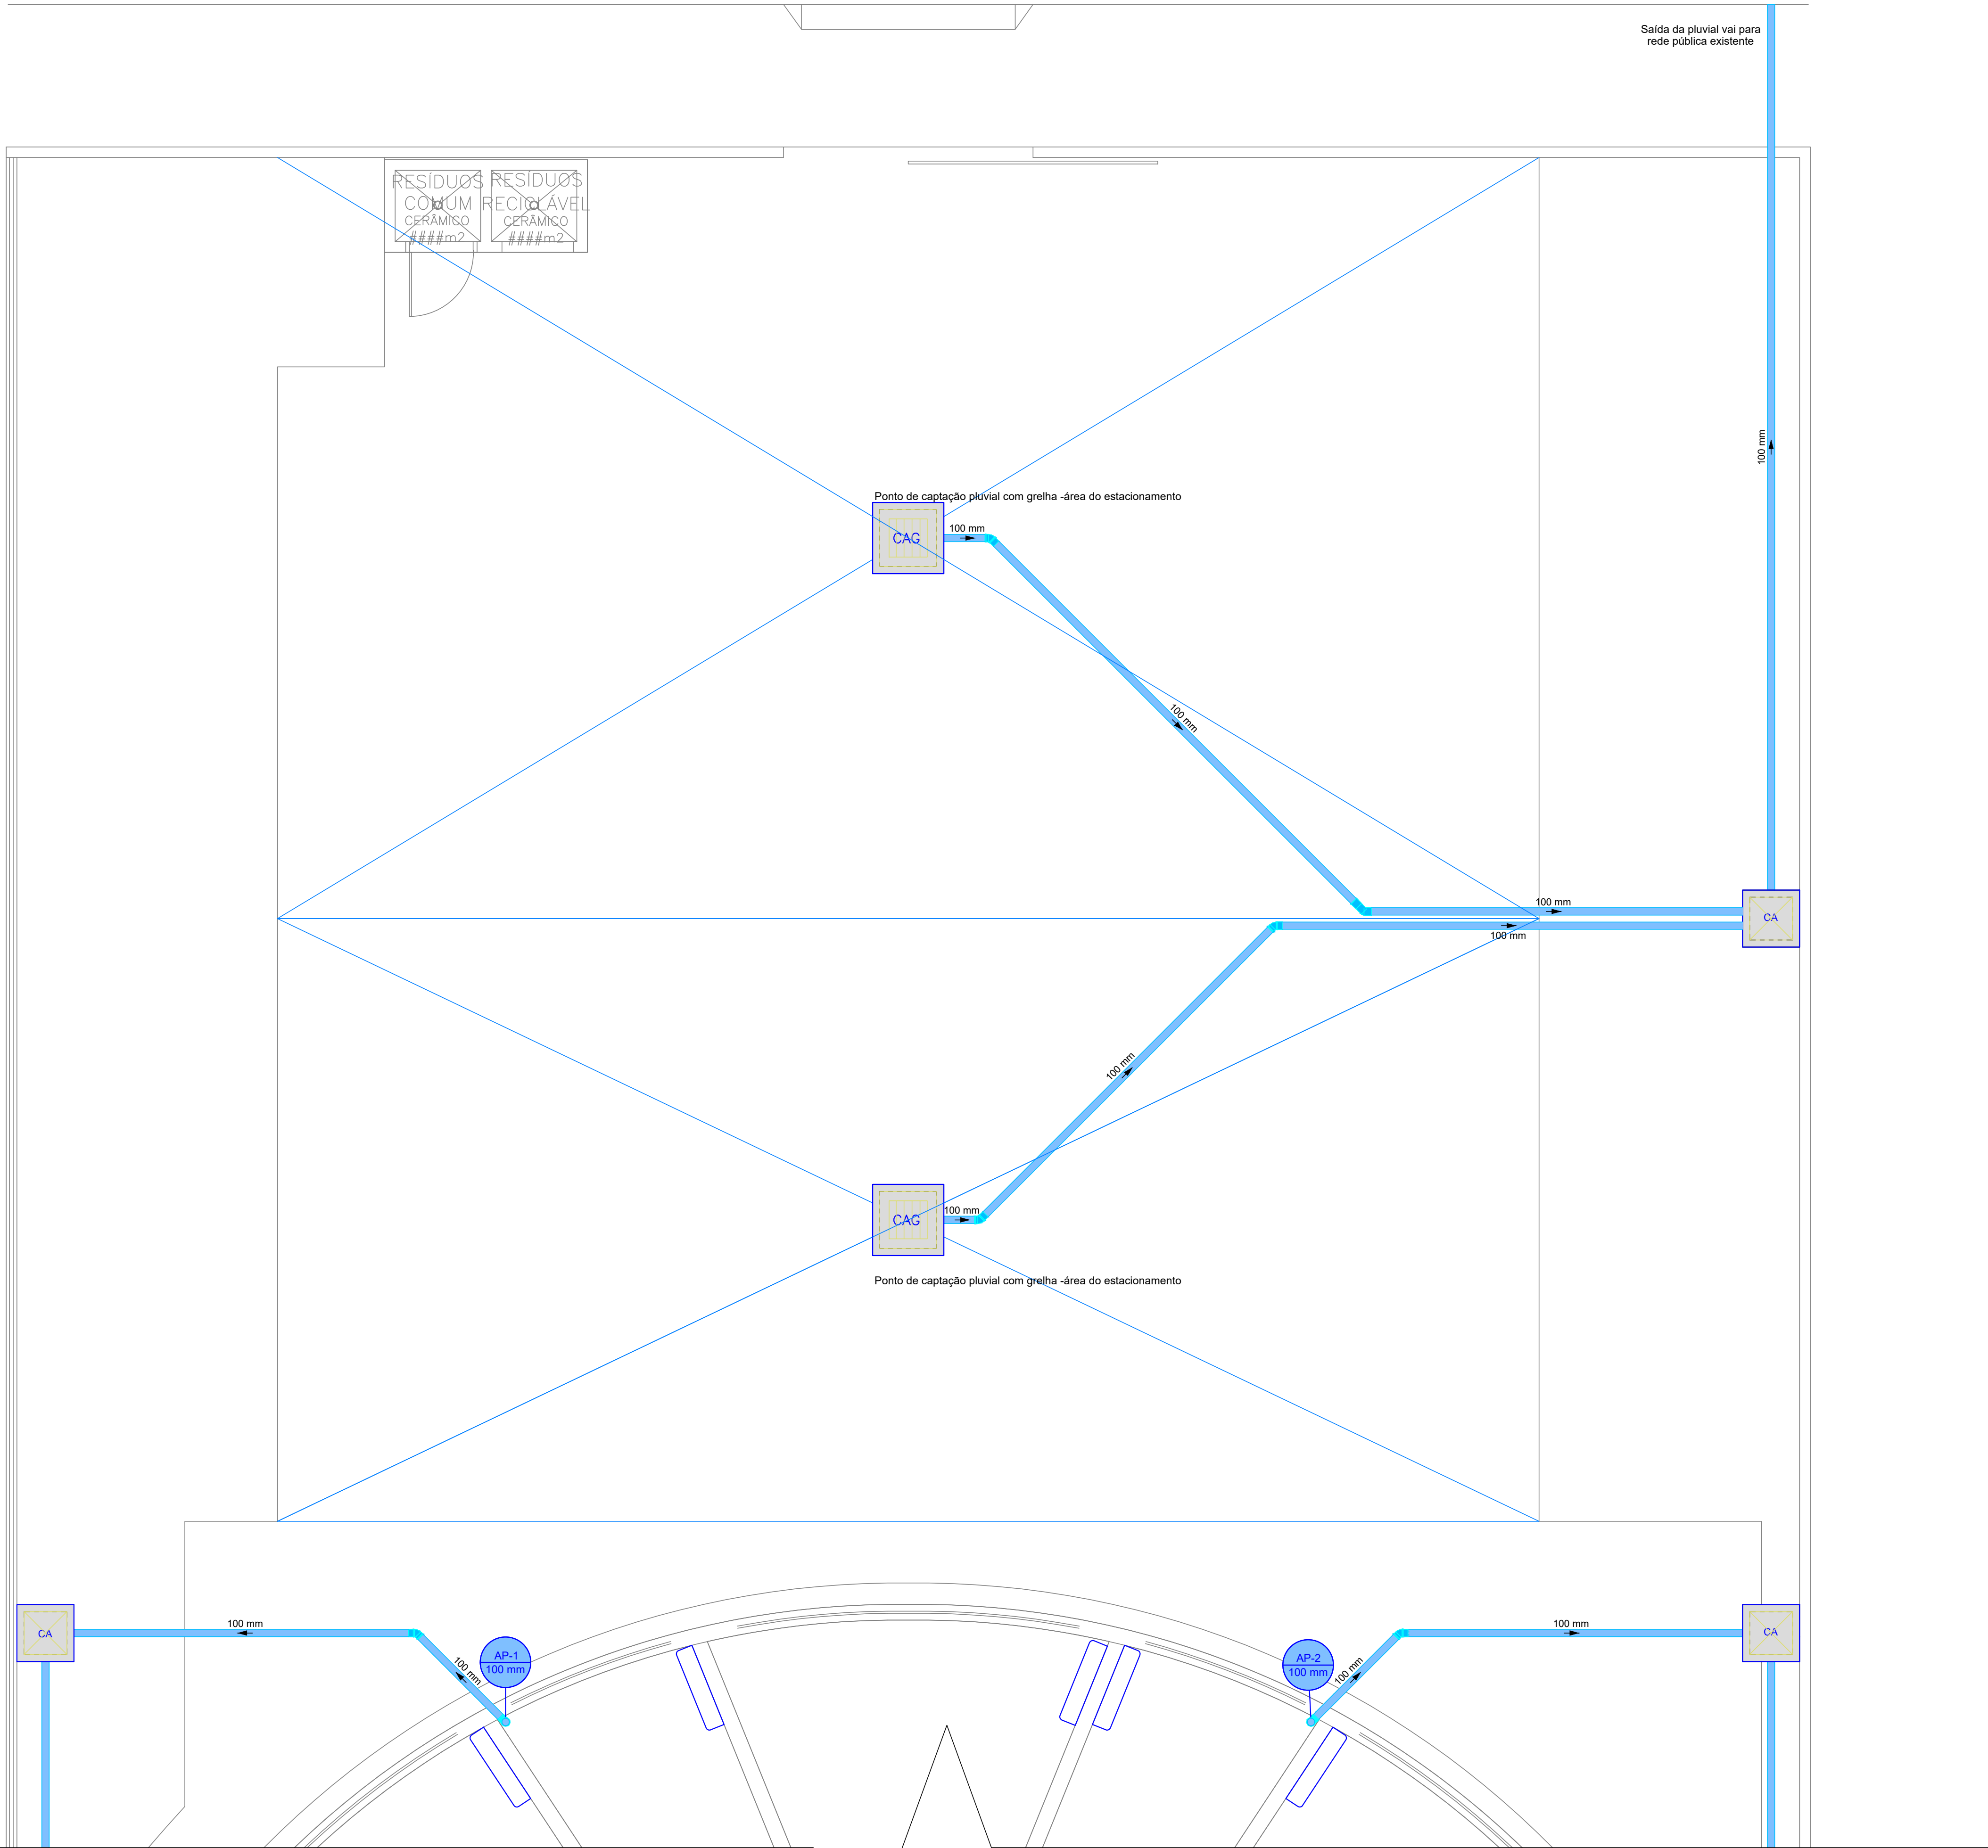 Saída da pluvial vai para
rede pública existente
RESÍDUOS
COMUM
CERÂMICO
####m2
RESÍDUOS
RECICLÁVEL
CERÂMICO
####m2
100 mm
Ponto de captação pluvial com grelha -área do estacionamento
CAG
100 mm
100 mm
100 mm
CA
100 mm
100 mm
CAG
100 mm
Ponto de captação pluvial com grelha -área do estacionamento
CA
100 mm
100 mm
AP-1
100 mm
AP-2
100 mm
100 mm
100 mm
CA